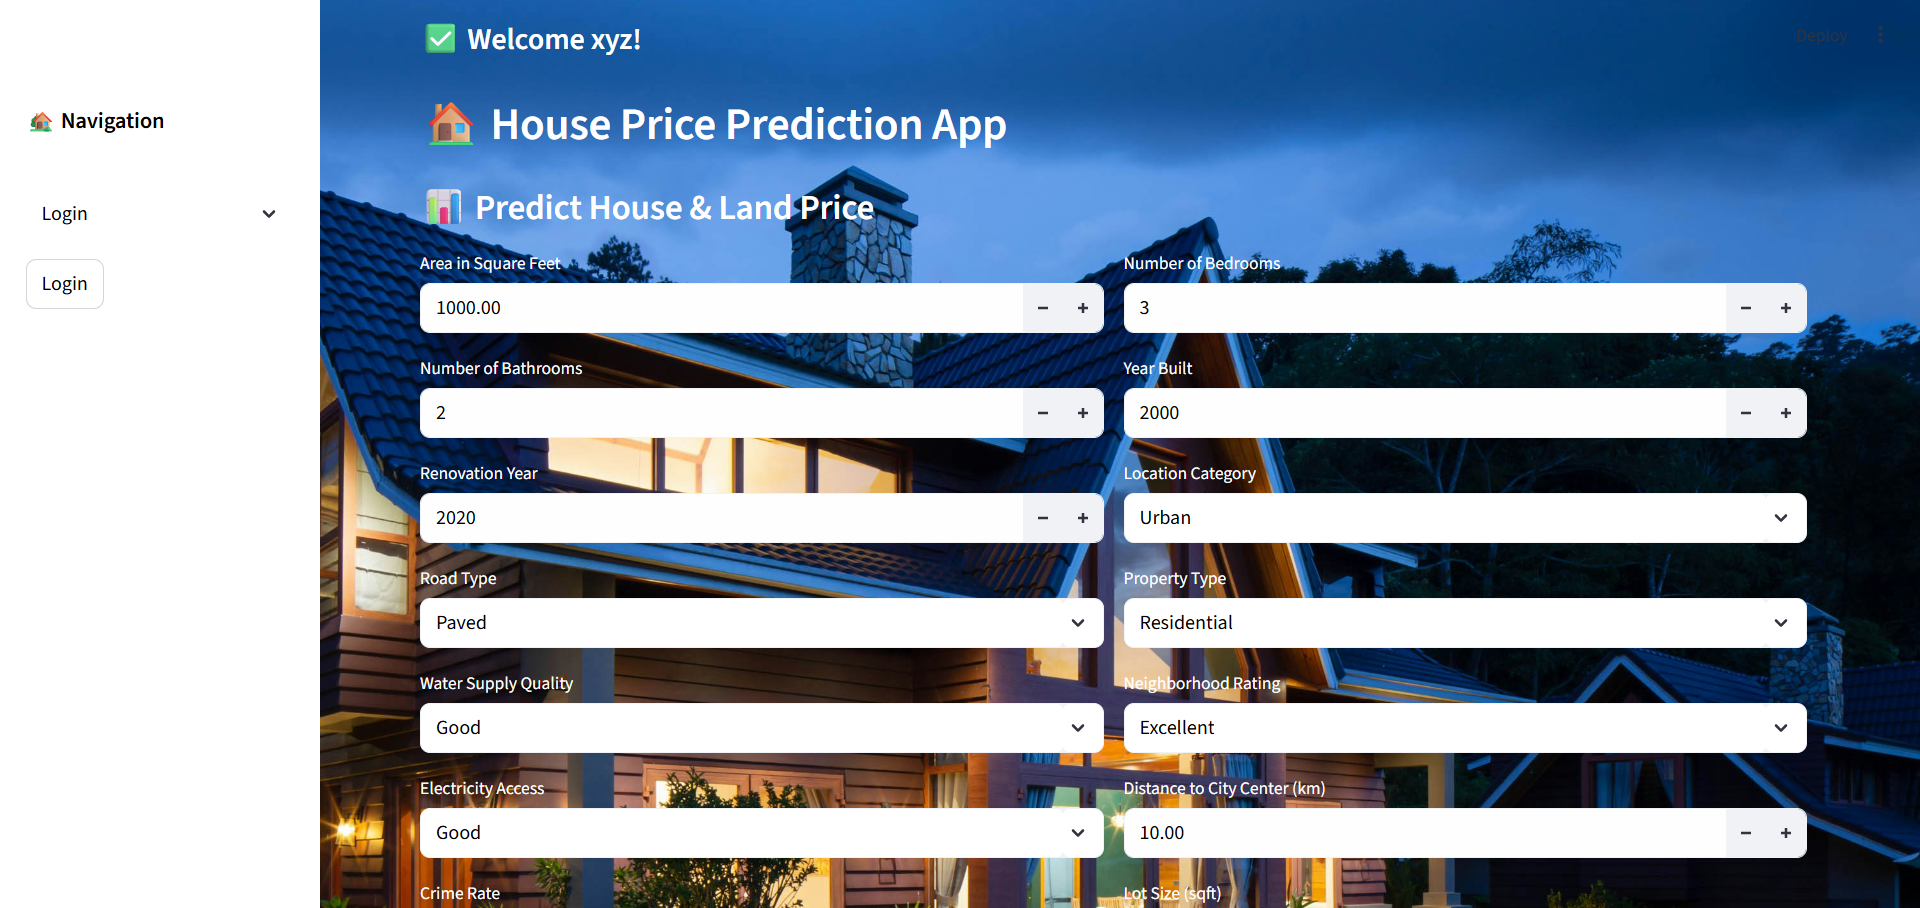 Deploy
Welcome xyz!
Navigation
Login
Login
House Price Prediction App
Predict House & Land Price
Area in Square Feet
1000.00
Number of Bedrooms
3
Number of Bathrooms
2
Year Built
2000
Renovation Year
2020
Location Category
Urban
Road Type
Paved
Property Type
Residential
Water Supply Quality
Good
Neighborhood Rating
Excellent
Electricity Access
Good
Distance to City Center (km)
10.00
Crime Rate
Lot Size (sqft)